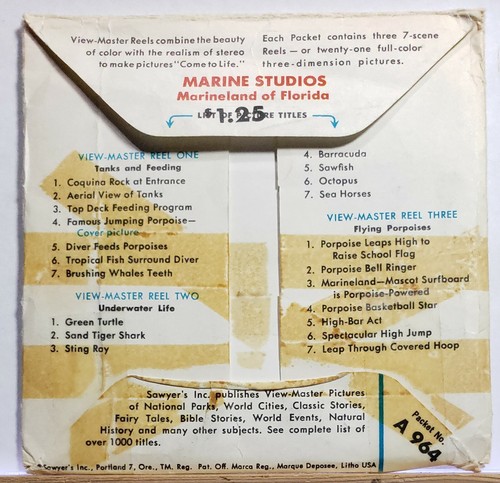 View-Master Reels combine the beauty
of color with the realism of stereo
to make pictures "Come to Life."
Each Packet contains three 7-scene
Reels — or twenty-one full-color
three-dimension pictures.
MARINE STUDIOS
Marineland of Florida
LIST OF PICTURE TITLES
$1.25
VIEW-MASTER REEL ONE
Tanks and Feeding
1. Coquina Rock at Entrance
2. Aerial View of Tanks
3. Top Deck Feeding Program
4. Famous Jumping Porpoise—
Cover picture
5. Diver Feeds Porpoises
6. Tropical Fish Surround Diver
7. Brushing Whales Teeth
VIEW-MASTER REEL TWO
Underwater Life
1. Green Turtle
2. Sand Tiger Shark
3. Sting Ray
4. Barracuda
5. Sawfish
6. Octopus
7. Sea Horses
VIEW-MASTER REEL THREE
Flying Porpoises
1. Porpoise Leaps High to
Raise School Flag
2. Porpoise Bell Ringer
3. Marineland—Mascot Surfboard
is Porpoise-Powered
4. Porpoise Basketball Star
5. High-Bar Act
6. Spectacular High Jump
7. Leap Through Covered Hoop
Sawyer's Inc. publishes View-Master Pictures
of National Parks, World Cities, Classic Stories,
Fairy Tales, Bible Stories, World Events, Natural
History and many other subjects. See complete list of
over 1000 titles.
Packet No.
A 964
Sawyer's Inc., Portland 7, Ore., TM, Reg. Pat. Off. Marca Reg., Marque Deposee, Litho USA